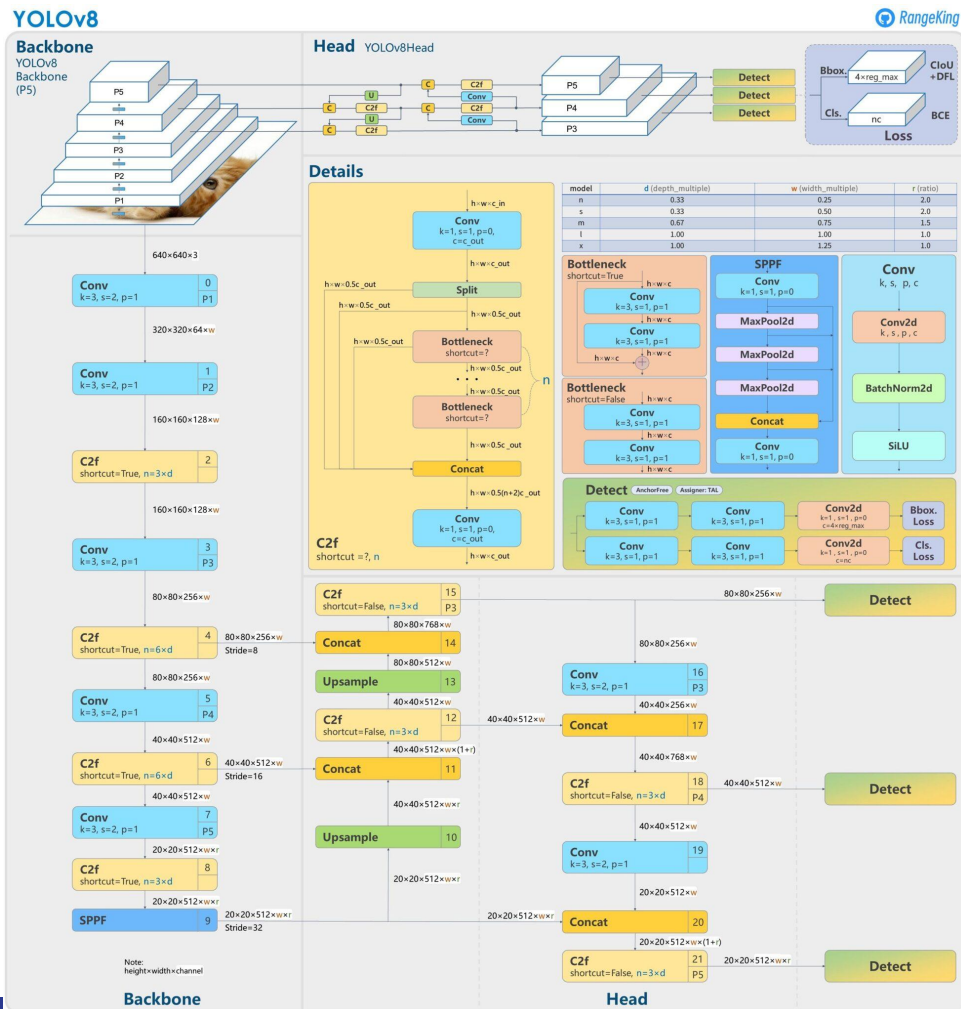 YOLOv8
RangeKing
Backbone
YOLOv8
Backbone
(P5)
P5
P4
P3
P2
P1
Head YOLOv8Head
C
C2f
U
Conv
C
C2f
C
C2f
U
Conv
C
C2f
P5
P4
P3
Detect
Detect
Detect
Bbox.
4×reg_max
CIoU
+DFL
Cls.
nc
BCE
Loss
Details
h×w×c_in
Conv
k=1, s=1, p=0,
c=c_out
h×w×c_out
Split
h×w×0.5c_out
h×w×0.5c_out
h×w×0.5c_out
h×w×0.5c_out
Bottleneck
shortcut=?
h×w×0.5c_out
...
h×w×0.5c_out
n
Bottleneck
shortcut=?
h×w×0.5c_out
Concat
h×w×0.5(n+2)c_out
Conv
k=1, s=1, p=0,
c=c_out
h×w×c_out
C2f
shortcut =?, n
model d (depth_multiple) w (width_multiple) r (ratio)
n 0.33 0.25 2.0
s 0.33 0.50 2.0
m 0.67 0.75 1.5
l 1.00 1.00 1.0
x 1.00 1.25 1.0
Bottleneck
shortcut=True
h×w×c
Conv
k=3, s=1, p=1
h×w×c
Conv
k=3, s=1, p=1
h×w×c
h×w×c
+
Bottleneck
shortcut=False
h×w×c
Conv
k=3, s=1, p=1
h×w×c
Conv
k=3, s=1, p=1
h×w×c
SPPF
Conv
k=1, s=1, p=0
MaxPool2d
MaxPool2d
MaxPool2d
Concat
Conv
k=1, s=1, p=0
Conv
k, s, p, c
Conv2d
k, s, p, c
BatchNorm2d
SiLU
Detect AnchorFree Assigner: TAL
Conv
k=3, s=1, p=1
Conv
k=3, s=1, p=1
Conv2d
k=1, s=1, p=0
c=4×reg_max
Bbox.
Loss
Conv
k=3, s=1, p=1
Conv
k=3, s=1, p=1
Conv2d
k=1, s=1, p=0
c=nc
Cls.
Loss
640×640×3
Conv 0
k=3, s=2, p=1 P1
320×320×64×w
Conv 1
k=3, s=2, p=1 P2
160×160×128×w
C2f 2
shortcut=True, n=3×d
160×160×128×w
Conv 3
k=3, s=2, p=1 P3
80×80×256×w
C2f 4
shortcut=True, n=6×d
80×80×256×w
Stride=8
80×80×256×w
Conv 5
k=3, s=2, p=1 P4
40×40×512×w
C2f 6
shortcut=True, n=6×d
40×40×512×w
Stride=16
40×40×512×w
Conv 7
k=3, s=2, p=1 P5
20×20×512×w×r
C2f 8
shortcut=True, n=3×d
20×20×512×w×r
SPPF 9
20×20×512×w×r
Stride=32
Note:
height×width×channel
Backbone
C2f 15
shortcut=False, n=3×d P3
80×80×768×w
Concat 14
80×80×512×w
Upsample 13
40×40×512×w
C2f 12
shortcut=False, n=3×d
40×40×512×w
40×40×512×w×(1+r)
Concat 11
40×40×512×w×r
Upsample 10
20×20×512×w×r
20×20×512×w×r
80×80×256×w
Detect
80×80×256×w
Conv 16
k=3, s=2, p=1 P3
40×40×256×w
Concat 17
40×40×768×w
C2f 18
shortcut=False, n=3×d P4
40×40×512×w
Detect
40×40×512×w
Conv 19
k=3, s=2, p=1
20×20×512×w
Concat 20
20×20×512×w×(1+r)
C2f 21
shortcut=False, n=3×d P5
20×20×512×w×r
Detect
Head